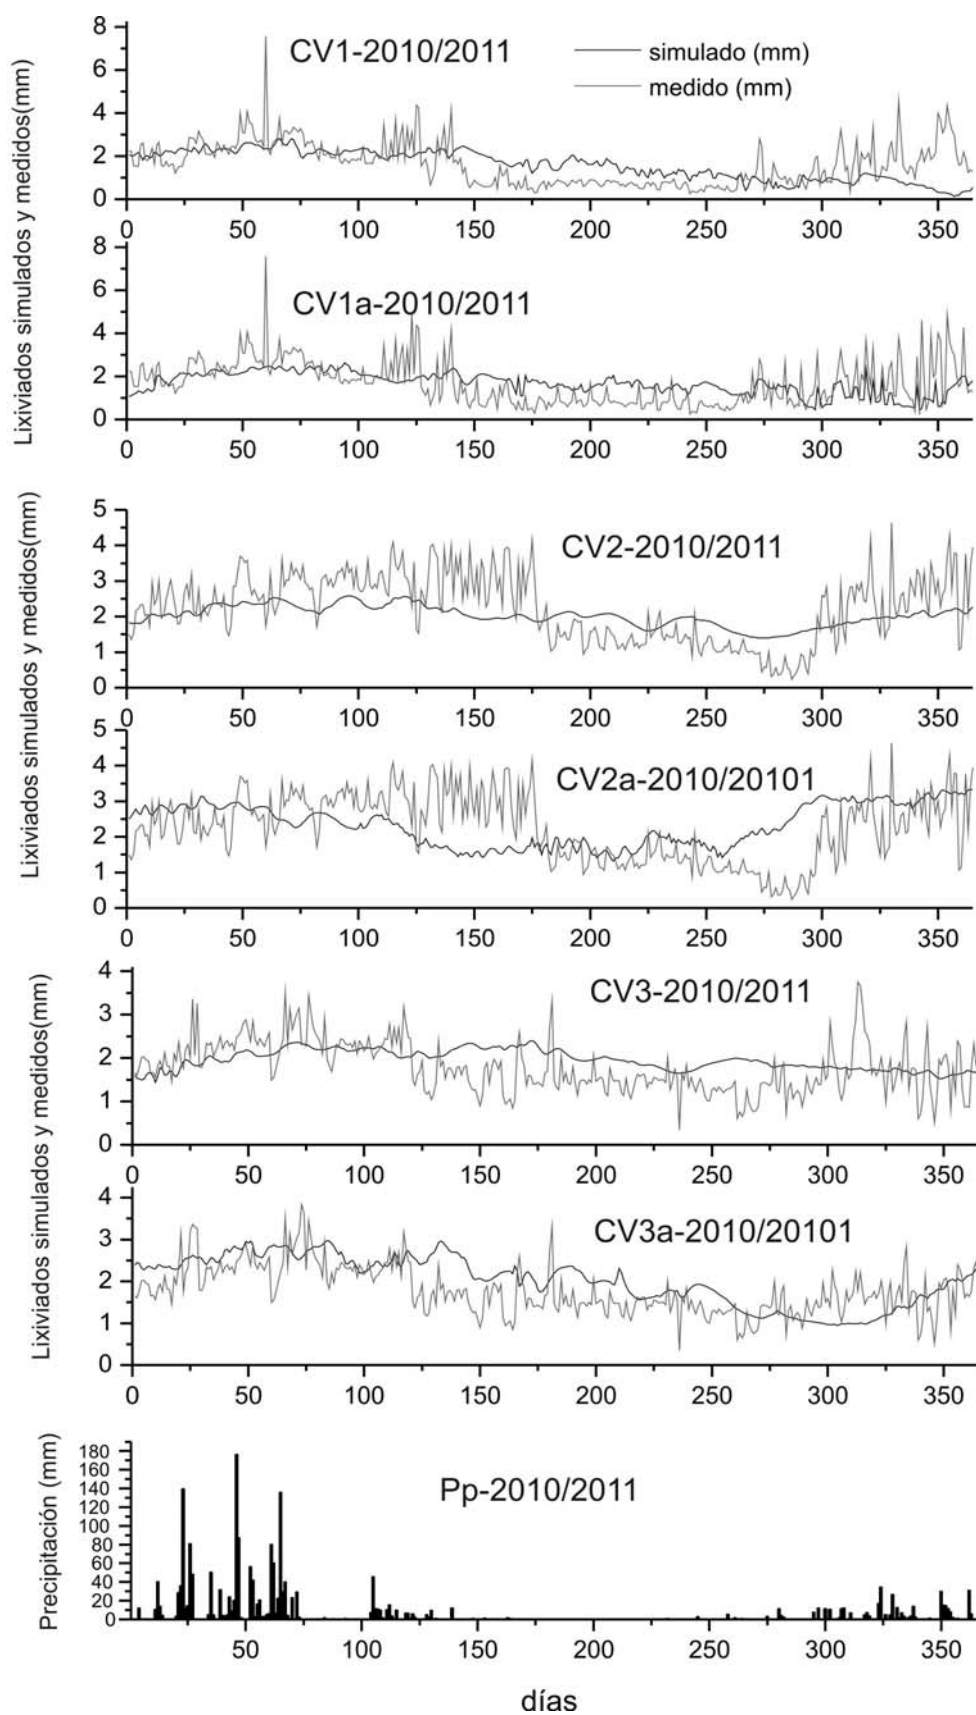 Lixiviados simulados y medidos(mm)
8
6
4
2
0
CV1-2010/2011
simulado (mm)
medido (mm)
0 50 100 150 200 250 300 350
8
6
4
2
0
CV1a-2010/2011
0 50 100 150 200 250 300 350
Lixiviados simulados y medidos(mm)
5
4
3
2
1
0
CV2-2010/2011
0 50 100 150 200 250 300 350
5
4
3
2
1
0
CV2a-2010/20101
0 50 100 150 200 250 300 350
Lixiviados simulados y medidos(mm)
4
3
2
1
0
CV3-2010/2011
0 50 100 150 200 250 300 350
4
3
2
1
0
CV3a-2010/20101
0 50 100 150 200 250 300 350
Precipitación (mm)
180
160
140
120
100
80
60
40
20
0
Pp-2010/2011
0 50 100 150 200 250 300 350
días